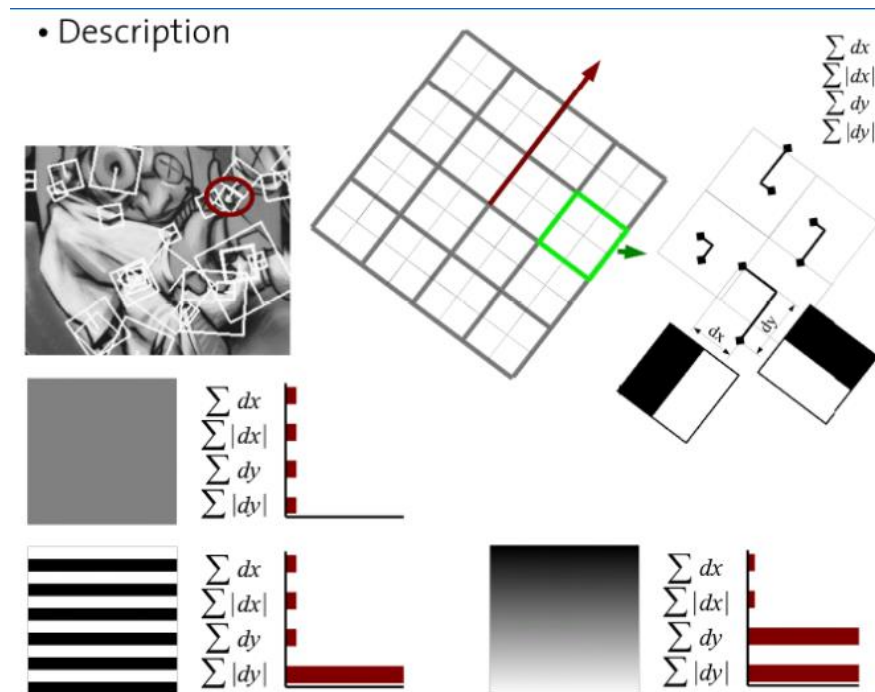 • Description
∑ dx
∑ |dx|
∑ dy
∑ |dy|
dx
dy
∑ dx
∑ |dx|
∑ dy
∑ |dy|
∑ dx
∑ |dx|
∑ dy
∑ |dy|
∑ dx
∑ |dx|
∑ dy
∑ |dy|